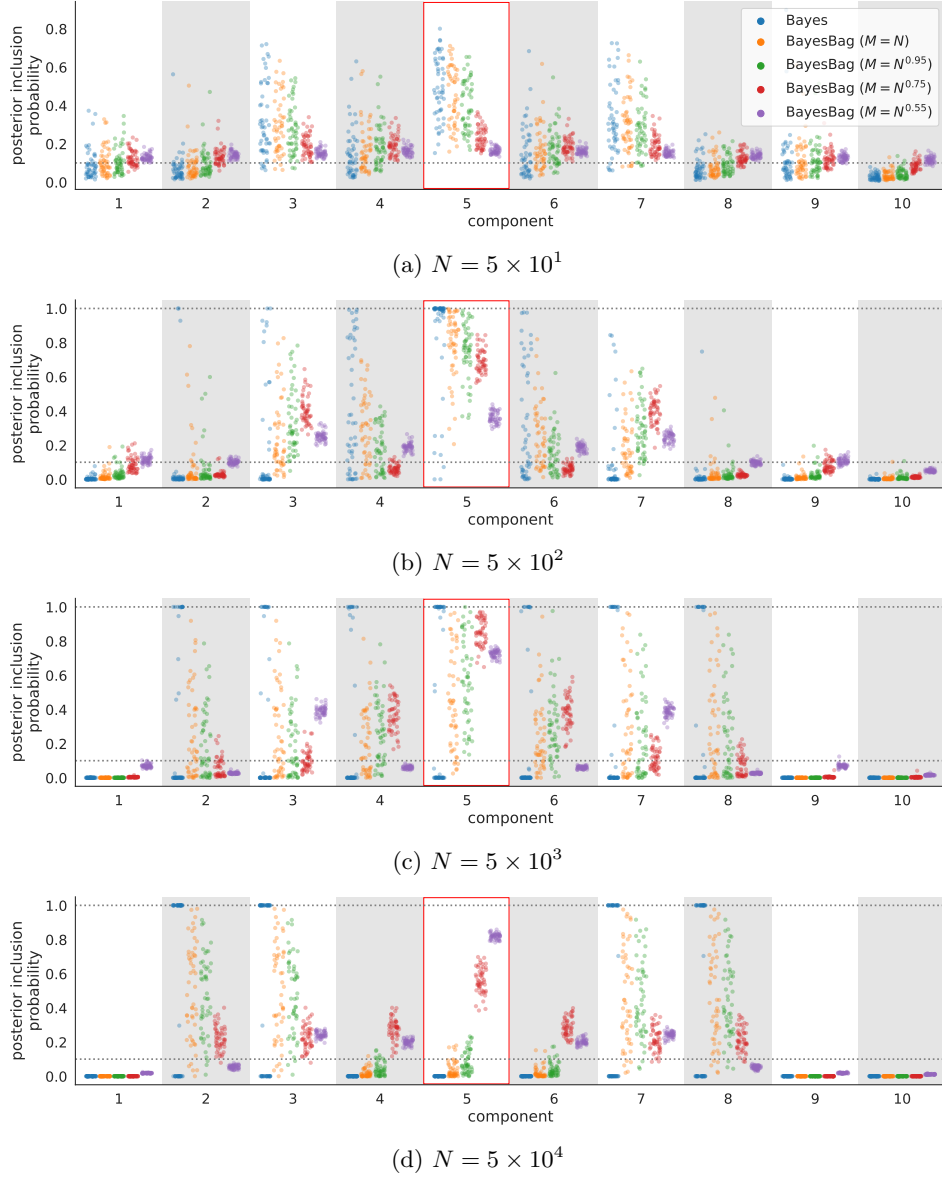 0.8
0.6
0.4
0.2
0.0
posterior inclusion
probability
Bayes
BayesBag (M = N)
BayesBag (M = N^0.95)
BayesBag (M = N^0.75)
BayesBag (M = N^0.55)
1 2 3 4 5 6 7 8 9 10
component
(a) N = 5 × 10^1
1.0
0.8
0.6
0.4
0.2
0.0
posterior inclusion
probability
1 2 3 4 5 6 7 8 9 10
component
(b) N = 5 × 10^2
1.0
0.8
0.6
0.4
0.2
0.0
posterior inclusion
probability
1 2 3 4 5 6 7 8 9 10
component
(c) N = 5 × 10^3
1.0
0.8
0.6
0.4
0.2
0.0
posterior inclusion
probability
1 2 3 4 5 6 7 8 9 10
component
(d) N = 5 × 10^4